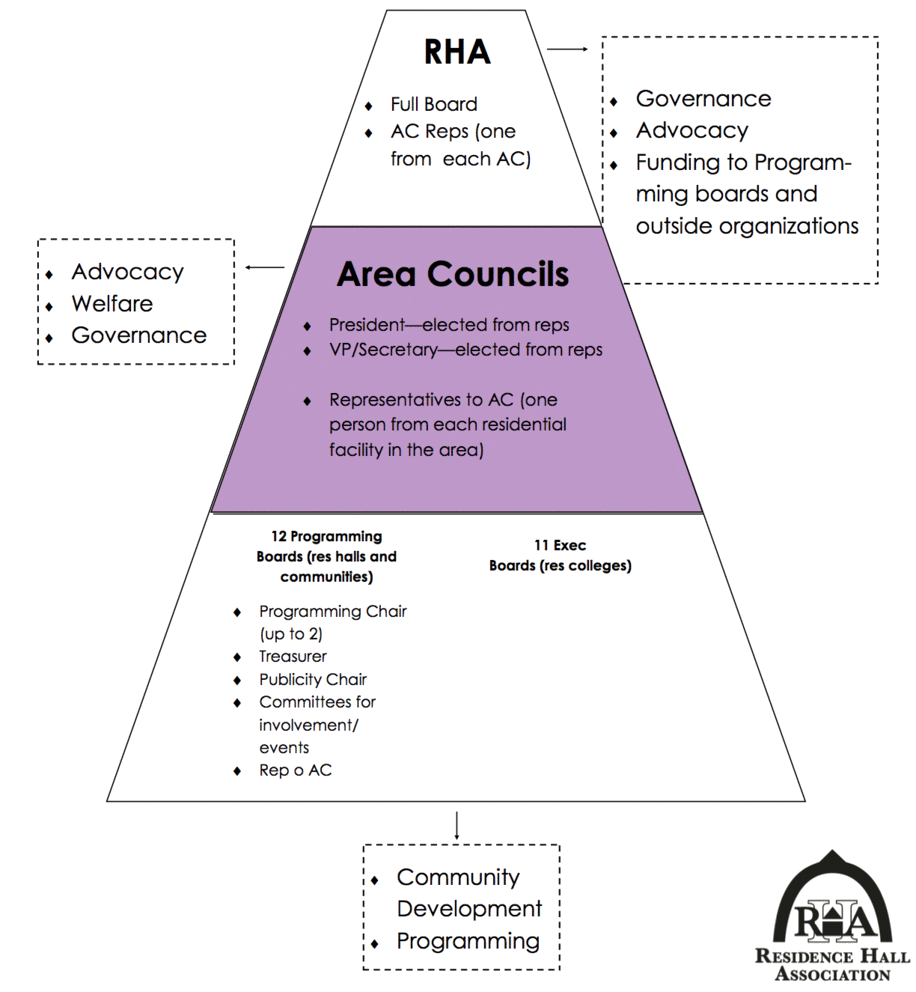 RHA
♦ Full Board
♦ AC Reps (one
from each AC)
♦ Governance
♦ Advocacy
♦ Funding to Program-
ming boards and
outside organizations
♦ Advocacy
♦ Welfare
♦ Governance
Area Councils
♦ President—elected from reps
♦ VP/Secretary—elected from reps
♦ Representatives to AC (one
person from each residential
facility in the area)
12 Programming
Boards (res halls and
communities)
♦ Programming Chair
(up to 2)
♦ Treasurer
♦ Publicity Chair
♦ Committees for
involvement/
events
♦ Rep o AC
11 Exec
Boards (res colleges)
♦ Community
Development
♦ Programming
RHA
RESIDENCE HALL
ASSOCIATION